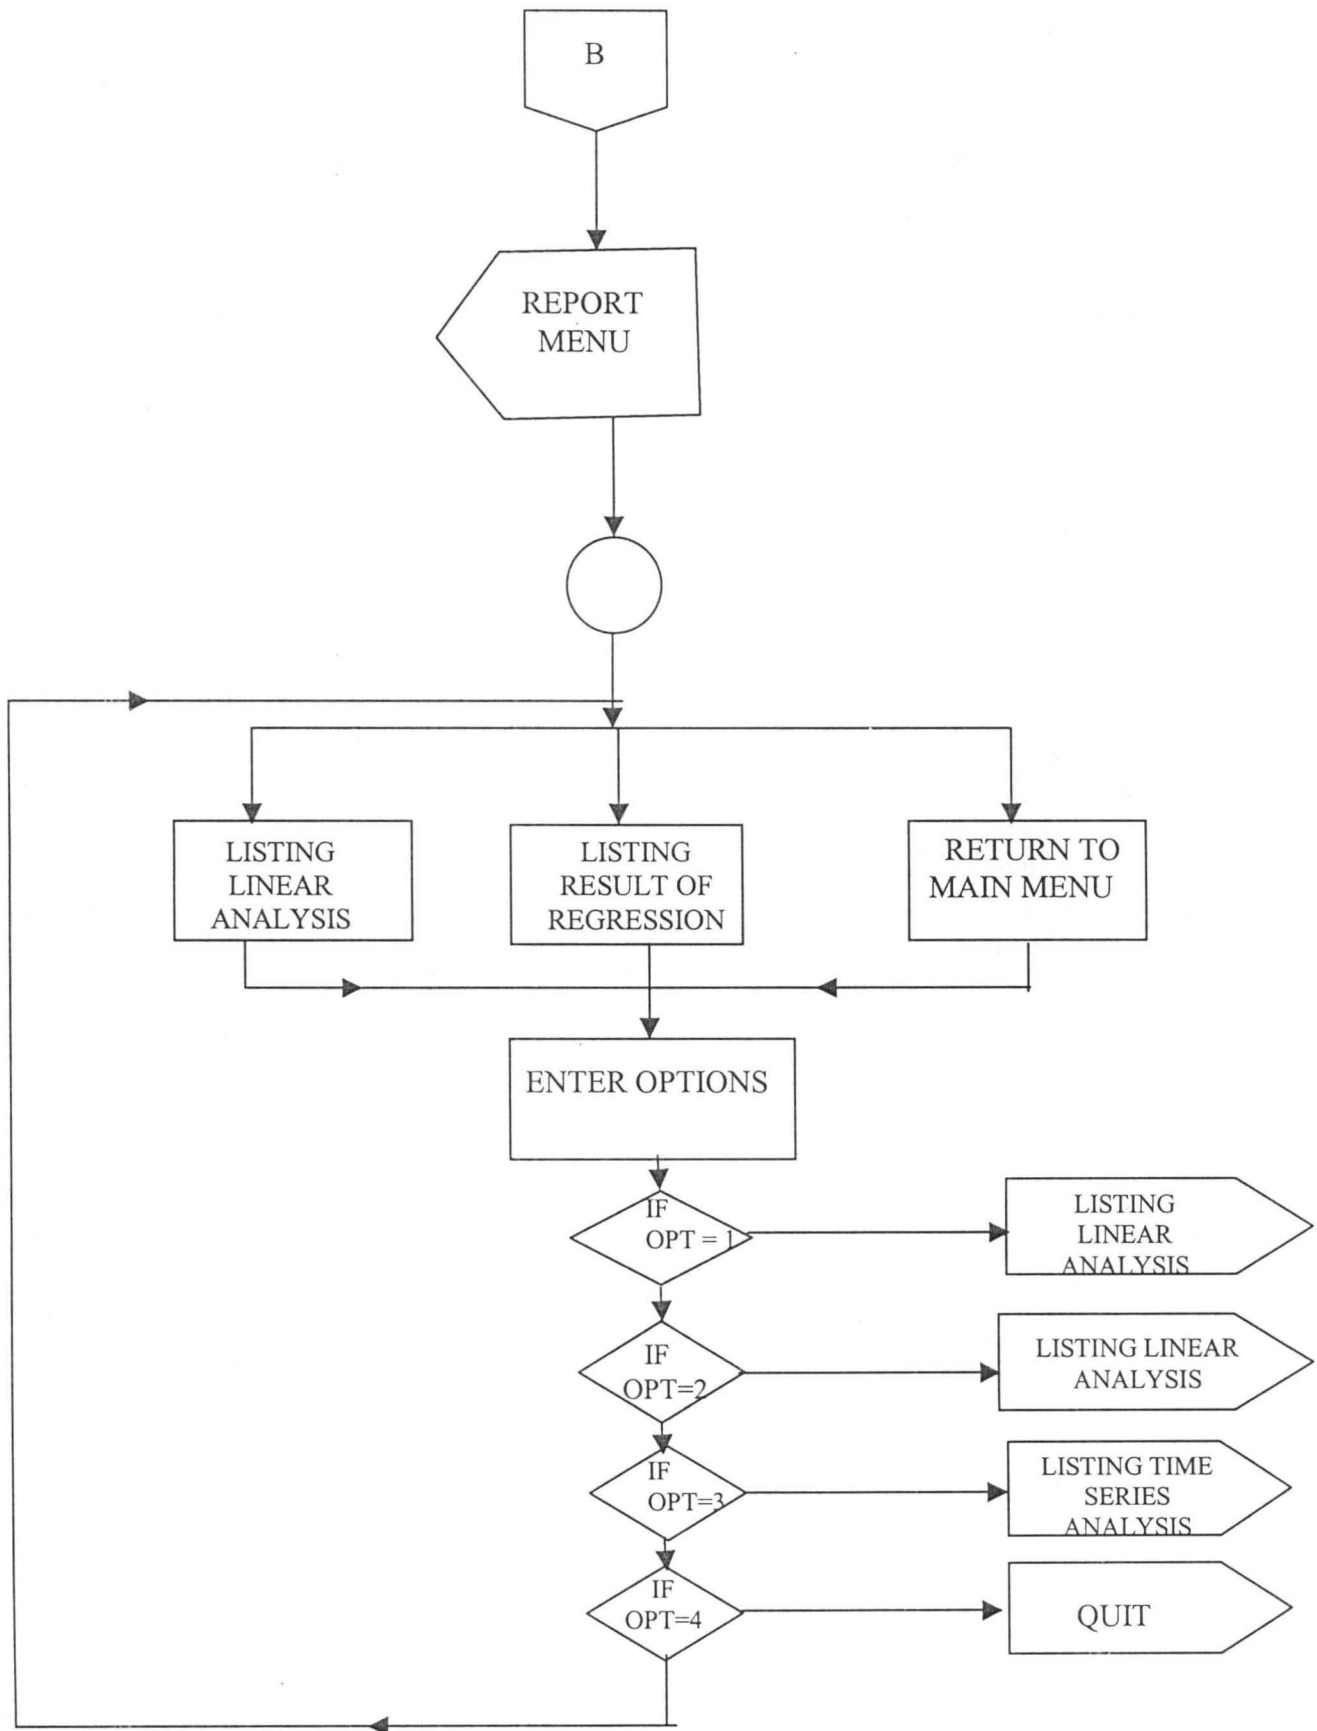 B
REPORT
MENU
LISTING
LINEAR
ANALYSIS
LISTING
RESULT OF
REGRESSION
RETURN TO
MAIN MENU
ENTER OPTIONS
IF
OPT = 1
LISTING
LINEAR
ANALYSIS
IF
OPT=2
LISTING LINEAR
ANALYSIS
IF
OPT=3
LISTING TIME
SERIES
ANALYSIS
IF
OPT=4
QUIT